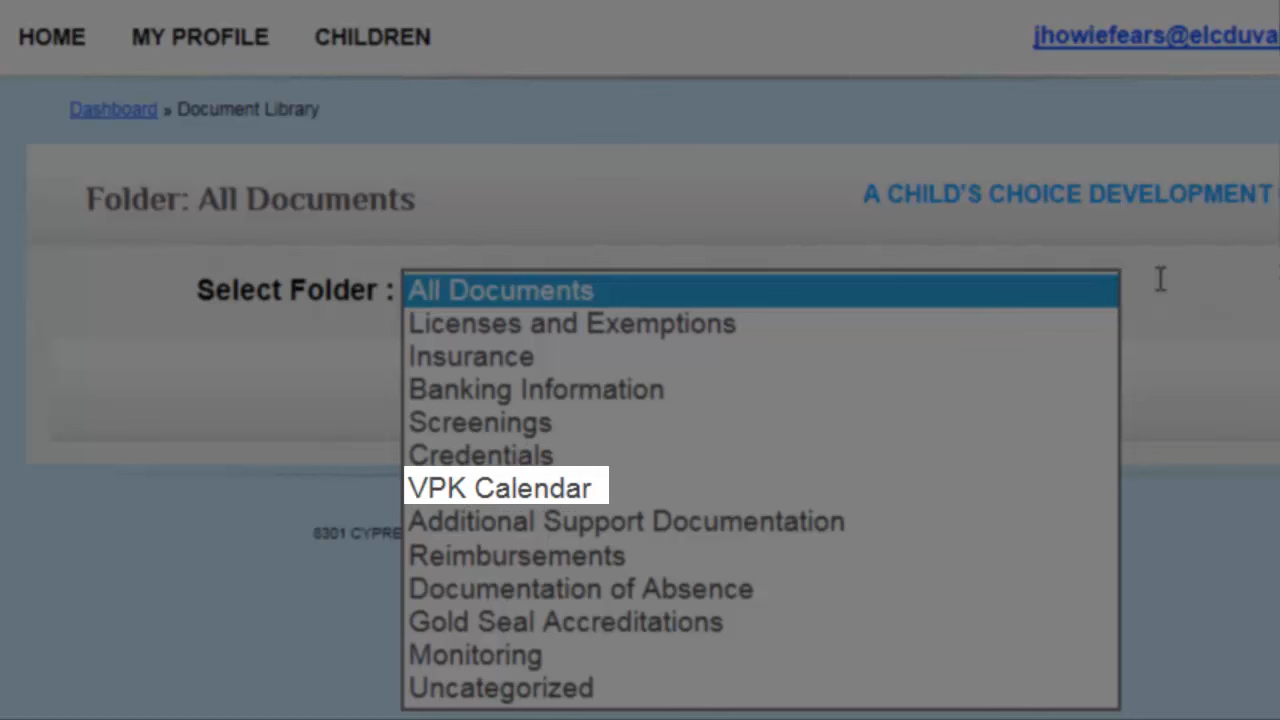 HOME MY PROFILE CHILDREN jhowiefears@elcduva
Dashboard » Document Library
Folder: All Documents A CHILD'S CHOICE DEVELOPMENT
Select Folder : All Documents
Licenses and Exemptions
Insurance
Banking Information
Screenings
Credentials
VPK Calendar
Additional Support Documentation
6301 CYPRE
Reimbursements
Documentation of Absence
Gold Seal Accreditations
Monitoring
Uncategorized